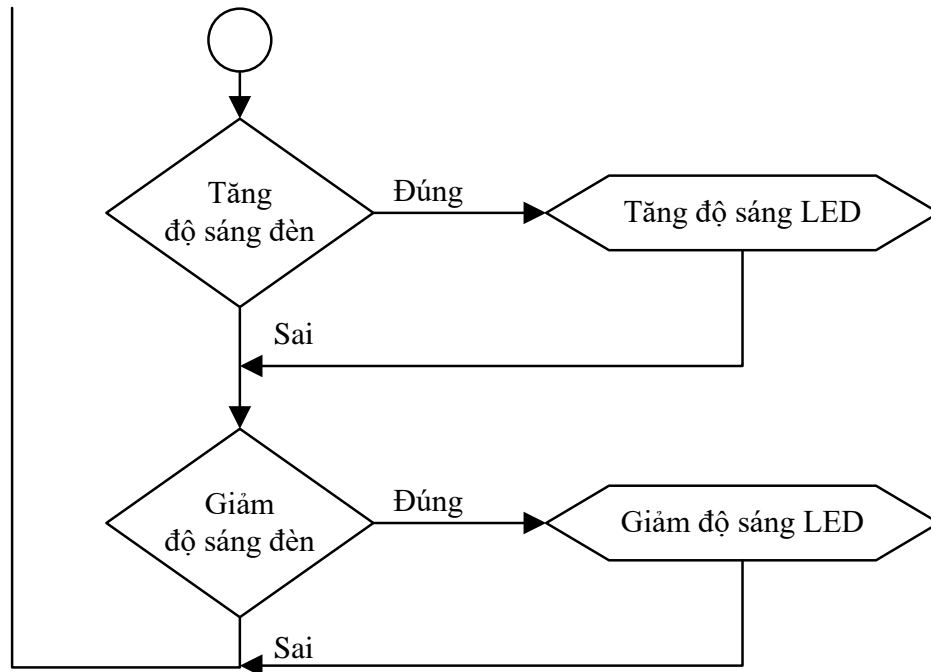 Tăng
độ sáng đèn
Đúng
Tăng độ sáng LED
Sai
Giảm
độ sáng đèn
Đúng
Giảm độ sáng LED
Sai